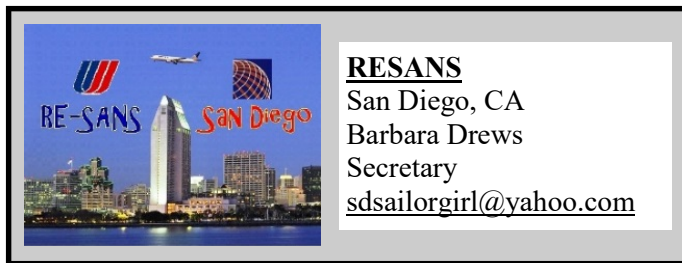 RE-SANS San Diego
RESANS
San Diego, CA
Barbara Drews
Secretary
sdsailorgirl@yahoo.com